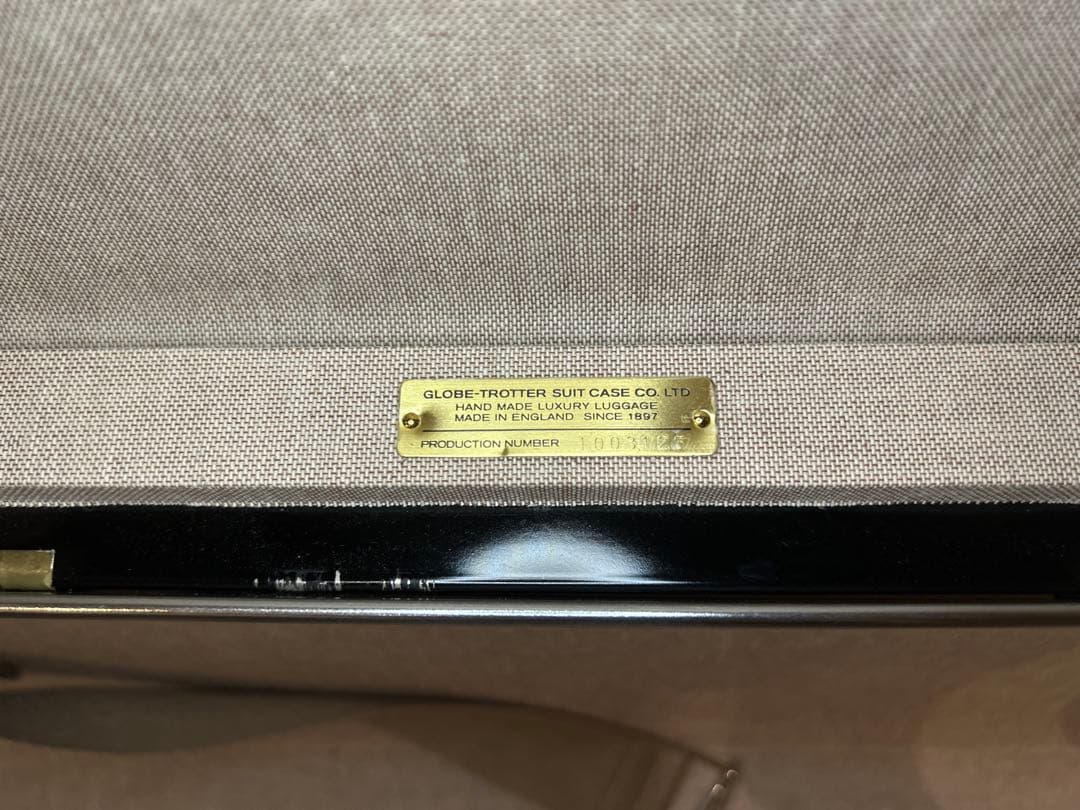 GLOBE-TROTTER SUIT CASE CO. LTD
HAND MADE LUXURY LUGGAGE
MADE IN ENGLAND SINCE 1897
PRODUCTION NUMBER